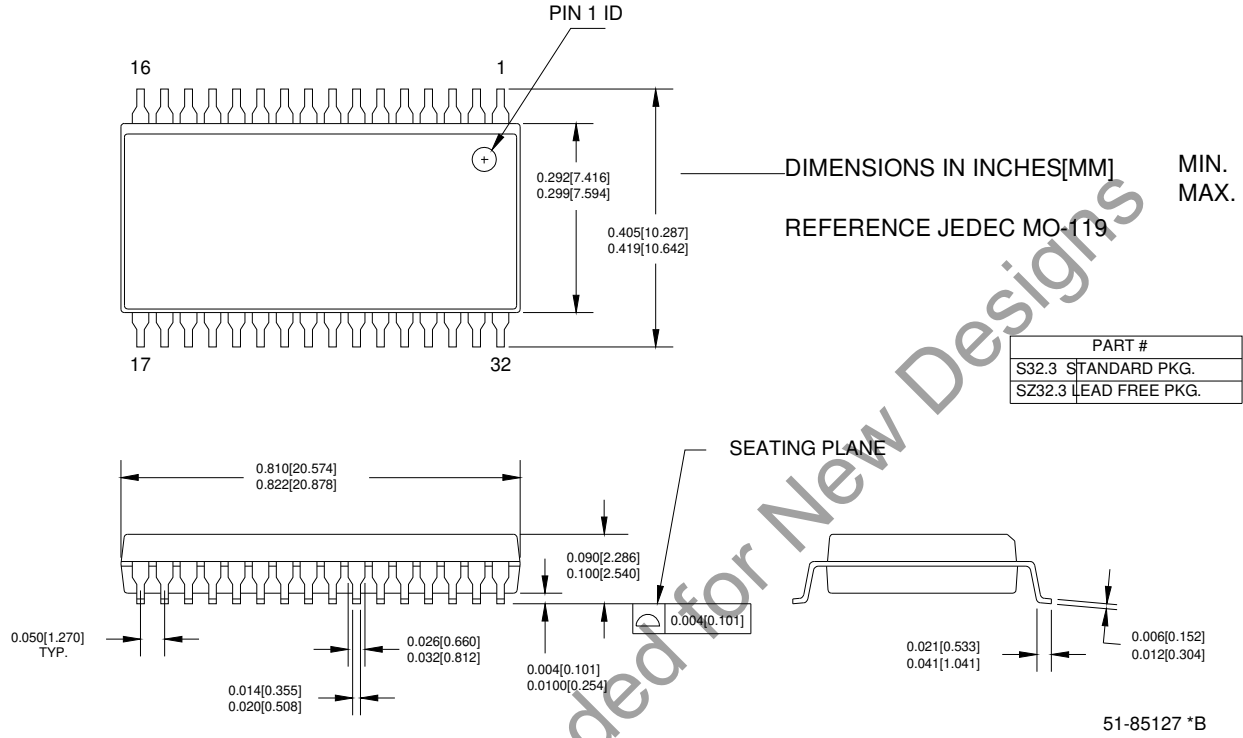 PIN 1 ID
16
1
0.292[7.416]
0.299[7.594]
0.405[10.287]
0.419[10.642]
DIMENSIONS IN INCHES[MM]
MIN.
MAX.
REFERENCE JEDEC MO-119
17
32
PART #
S32.3 STANDARD PKG.
SZ32.3 LEAD FREE PKG.
SEATING PLANE
0.810[20.574]
0.822[20.878]
0.090[2.286]
0.100[2.540]
0.004[0.101]
0.050[1.270]
TYP.
0.026[0.660]
0.032[0.812]
0.014[0.355]
0.020[0.508]
0.004[0.101]
0.0100[0.254]
0.021[0.533]
0.041[1.041]
0.006[0.152]
0.012[0.304]
51-85127 *B
ded for New Designs